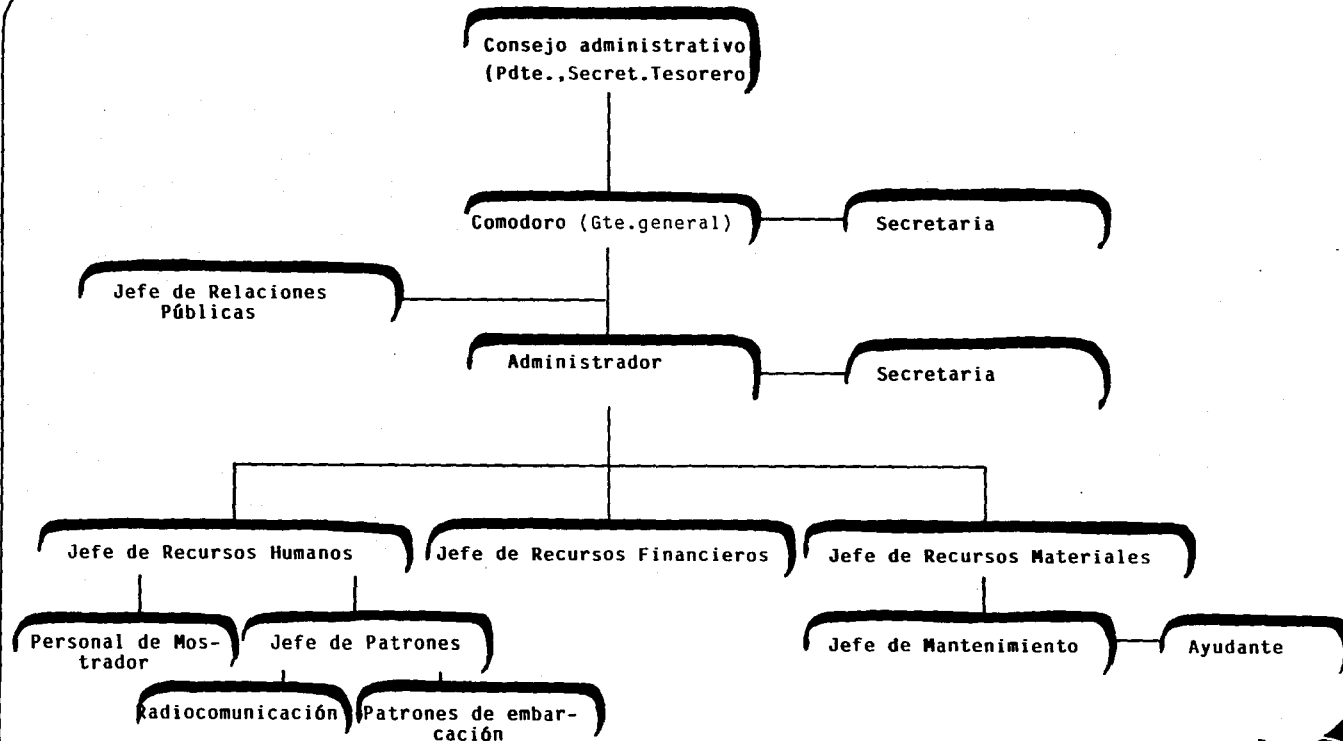 Consejo administrativo
(Pdte.,Secret.Tesorero
Comodoro (Gte.general)
Secretaria
Jefe de Relaciones
Públicas
Administrador
Secretaria
Jefe de Recursos Humanos
Jefe de Recursos Financieros
Jefe de Recursos Materiales
Personal de Mos-
trador
Jefe de Patrones
Jefe de Mantenimiento
Ayudante
Radiocomunicación
Patrones de embar-
cación